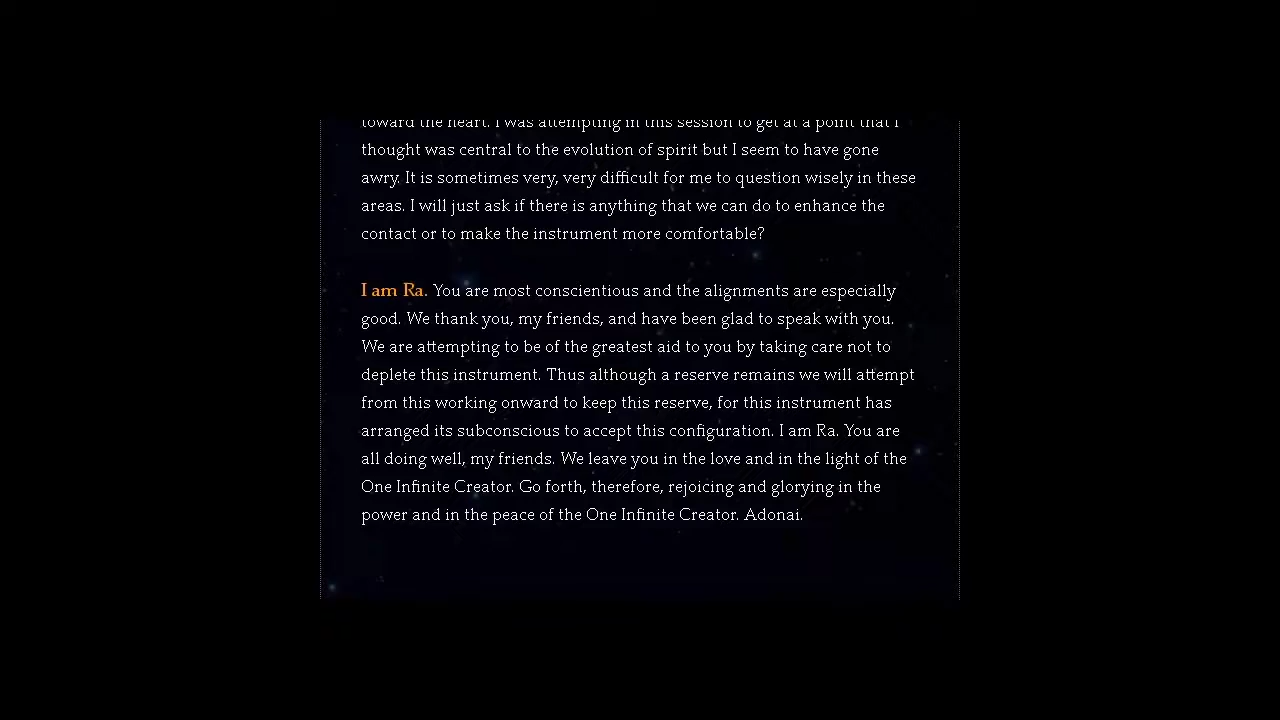 toward the heart. I was attempting in this session to get at a point that I
thought was central to the evolution of spirit but I seem to have gone
awry. It is sometimes very, very difficult for me to question wisely in these
areas. I will just ask if there is anything that we can do to enhance the
contact or to make the instrument more comfortable?
I am Ra. You are most conscientious and the alignments are especially
good. We thank you, my friends, and have been glad to speak with you.
We are attempting to be of the greatest aid to you by taking care not to
deplete this instrument. Thus although a reserve remains we will attempt
from this working onward to keep this reserve, for this instrument has
arranged its subconscious to accept this configuration. I am Ra. You are
all doing well, my friends. We leave you in the love and in the light of the
One Infinite Creator. Go forth, therefore, rejoicing and glorying in the
power and in the peace of the One Infinite Creator. Adonai.